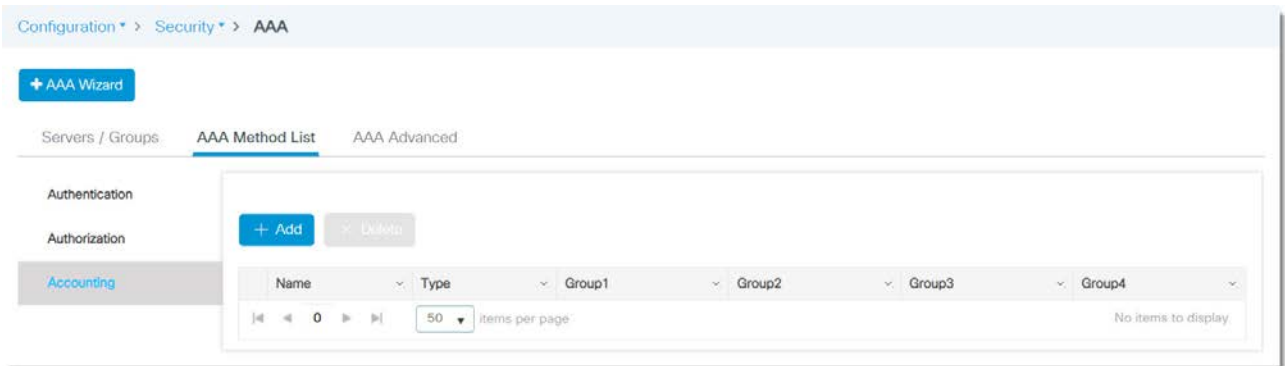 Configuration > Security > AAA
+ AAA Wizard
Servers / Groups AAA Method List AAA Advanced
Authentication
Authorization
Accounting
+ Add × Delete
Name Type Group1 Group2 Group3 Group4
0 50 items per page No items to display